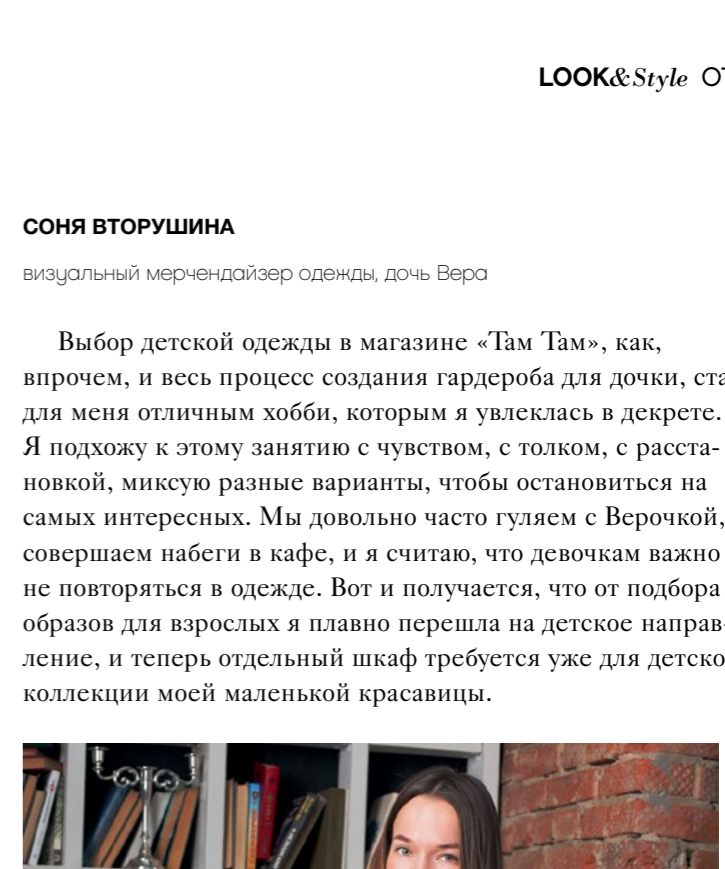 LOOK&Style
СОНЯ ВТОРУШИНА
визуальный мерчендайзер одежды, дочь Вера
Выбор детской одежды в магазине «Там Там», как,
впрочем, и весь процесс создания гардероба для дочки, ста
для меня отличным хобби, которым я увлеклась в декрете.
Я подхожу к этому занятию с чувством, с толком, с расста-
новкой, миксую разные варианты, чтобы остановиться на
самых интересных. Мы довольно часто гуляем с Верочкой,
совершаем набеги в кафе, и я считаю, что девочкам важно
не повторяться в одежде. Вот и получается, что от подбора
образов для взрослых я плавно перешла на детское направ-
ление, и теперь отдельный шкаф требуется уже для детско
коллекции моей маленькой красавицы.